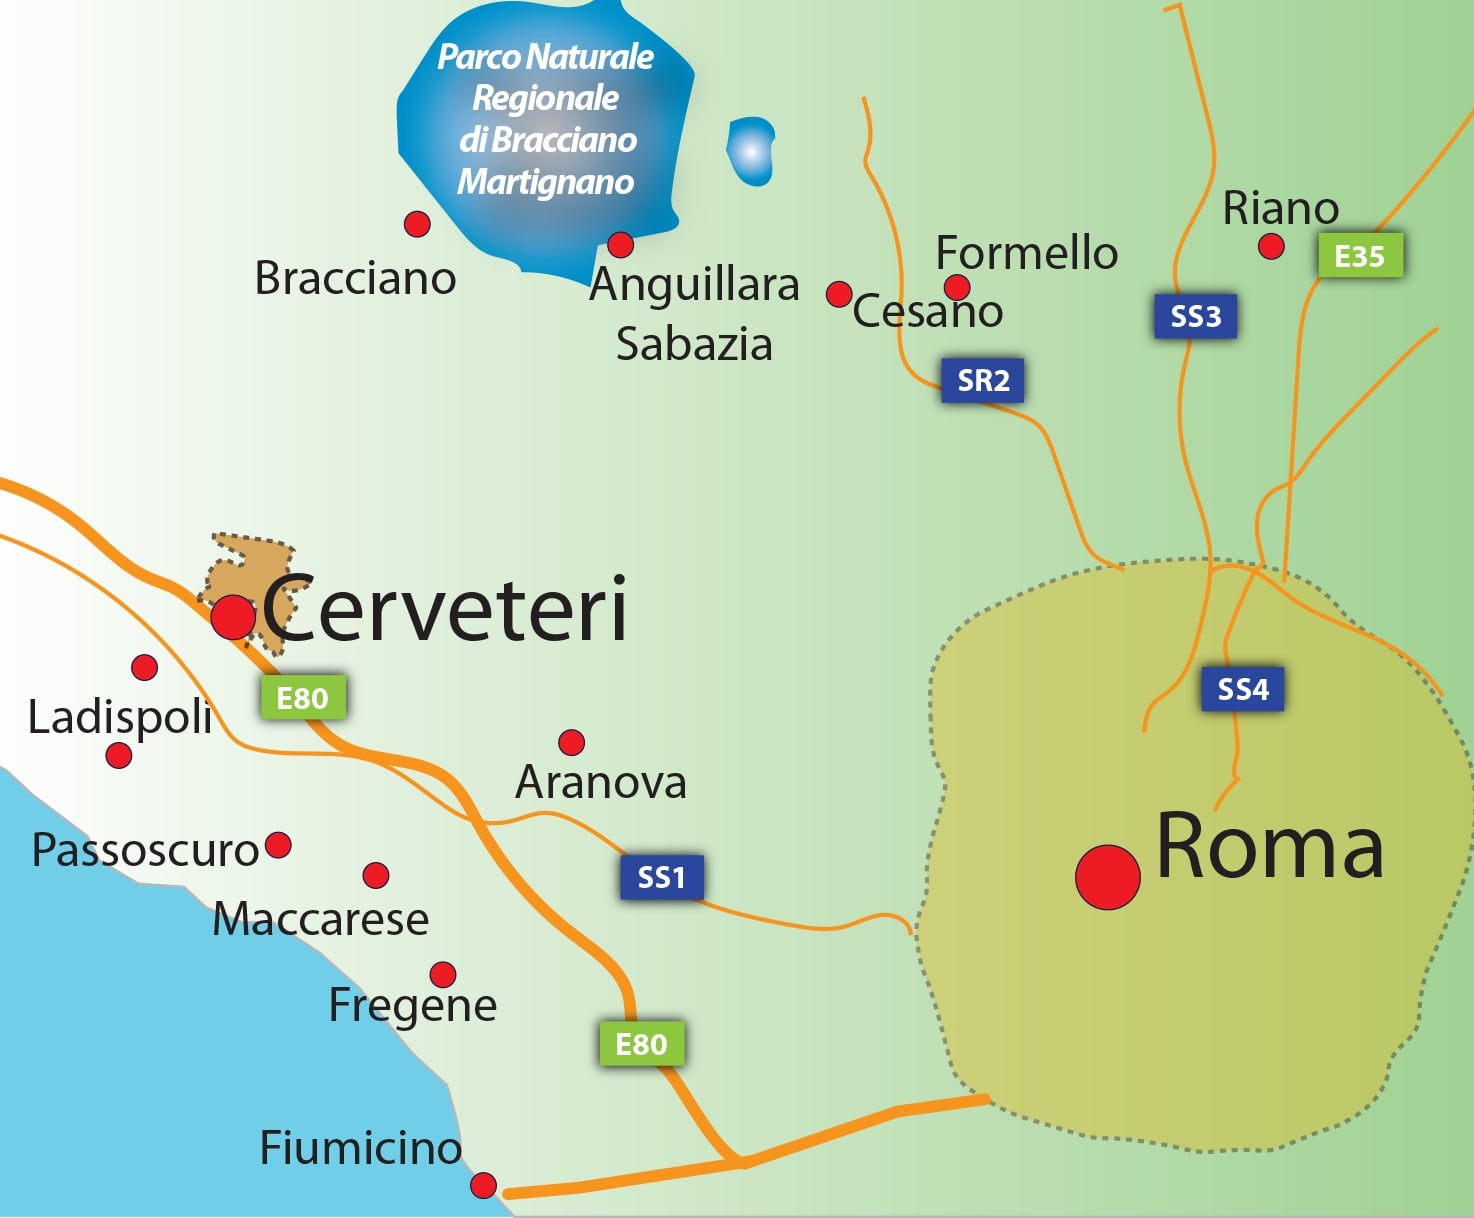 Parco Naturale
Regionale
di Bracciano
Martignano
Riano
Formello
E35
Bracciano
Anguillara
Sabazia
Cesano
SS3
SR2
Cerveteri
E80
SS4
Ladispoli
Aranova
Roma
Passoscuro
SS1
Maccarese
Fregene
E80
Fiumicino